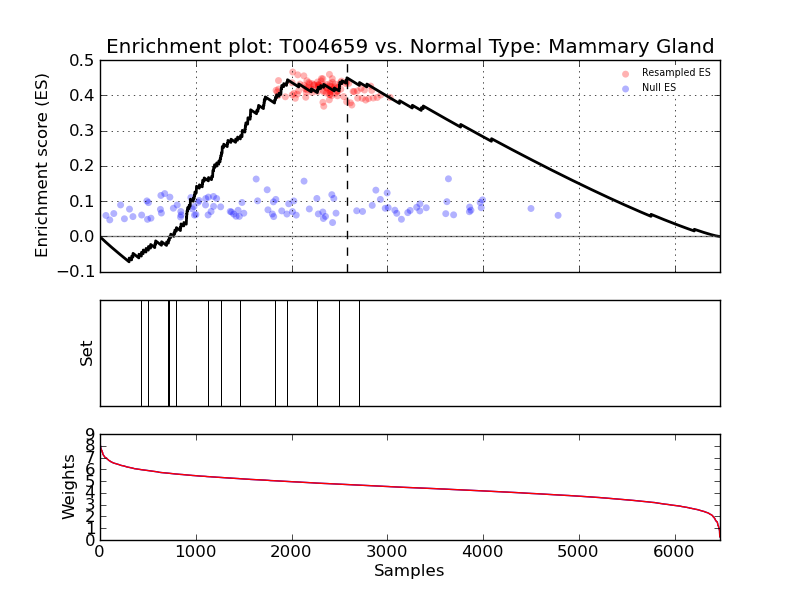 Enrichment plot: T004659 vs. Normal Type: Mammary Gland
0.5
0.4
0.3
0.2
0.1
0.0
−0.1
Enrichment score (ES)
Resampled ES
Null ES
Set
9
8
7
6
5
4
3
2
1
0
Weights
0 1000 2000 3000 4000 5000 6000
Samples